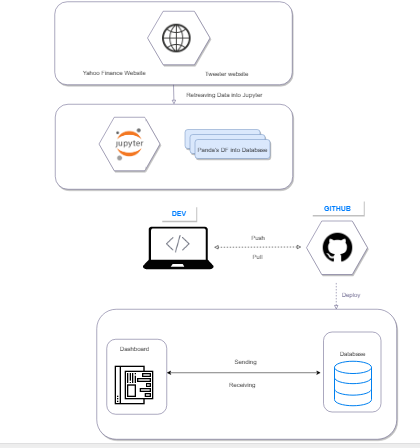 Yahoo Finance Website
Tweeter website
Retreaving Data into Jupyter
jupyter
Panda's DF into Database
DEV
GITHUB
</>
Push
Pull
Deploy
Dashboard
Database
Sending
Receiving